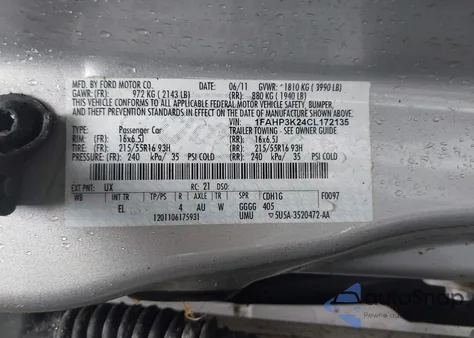 MFD. BY FORD MOTOR CO.
DATE: 06/11 GVWR: 1810 KG ( 3990 LB)
GAWR: (FR): 972 KG ( 2143 LB) (RR): 880 KG ( 1940 LB)
THIS VEHICLE CONFORMS TO ALL APPLICABLE FEDERAL MOTOR VEHICLE
SAFETY, BUMPER, AND THEFT PREVENTION STANDARDS IN EFFECT ON THE DATE OF
MANUFACTURE SHOWN ABOVE.
VIN: 1FAHP3K24CL172135
TYPE: Passenger Car TRAILER TOWING - SEE OWNER GUIDE
RIMS: (FR): 16x6.5J (RR): 16x6.5J
TIRE: (FR): 215/55R16 93H (RR): 215/55R16 93H
PRESSURE: (FR): 240 kPa/ 35 PSI COLD (RR): 240 kPa/ 35 PSI COLD
EXT PNT: UX RC: 21 DSO:
WB INT TR TP/PS R AXLE TR SPR CDH1G F0097
EL 4 AU W GGGG 405
1201106175931 UMU 5U5A-3520472-AA
autoSnap